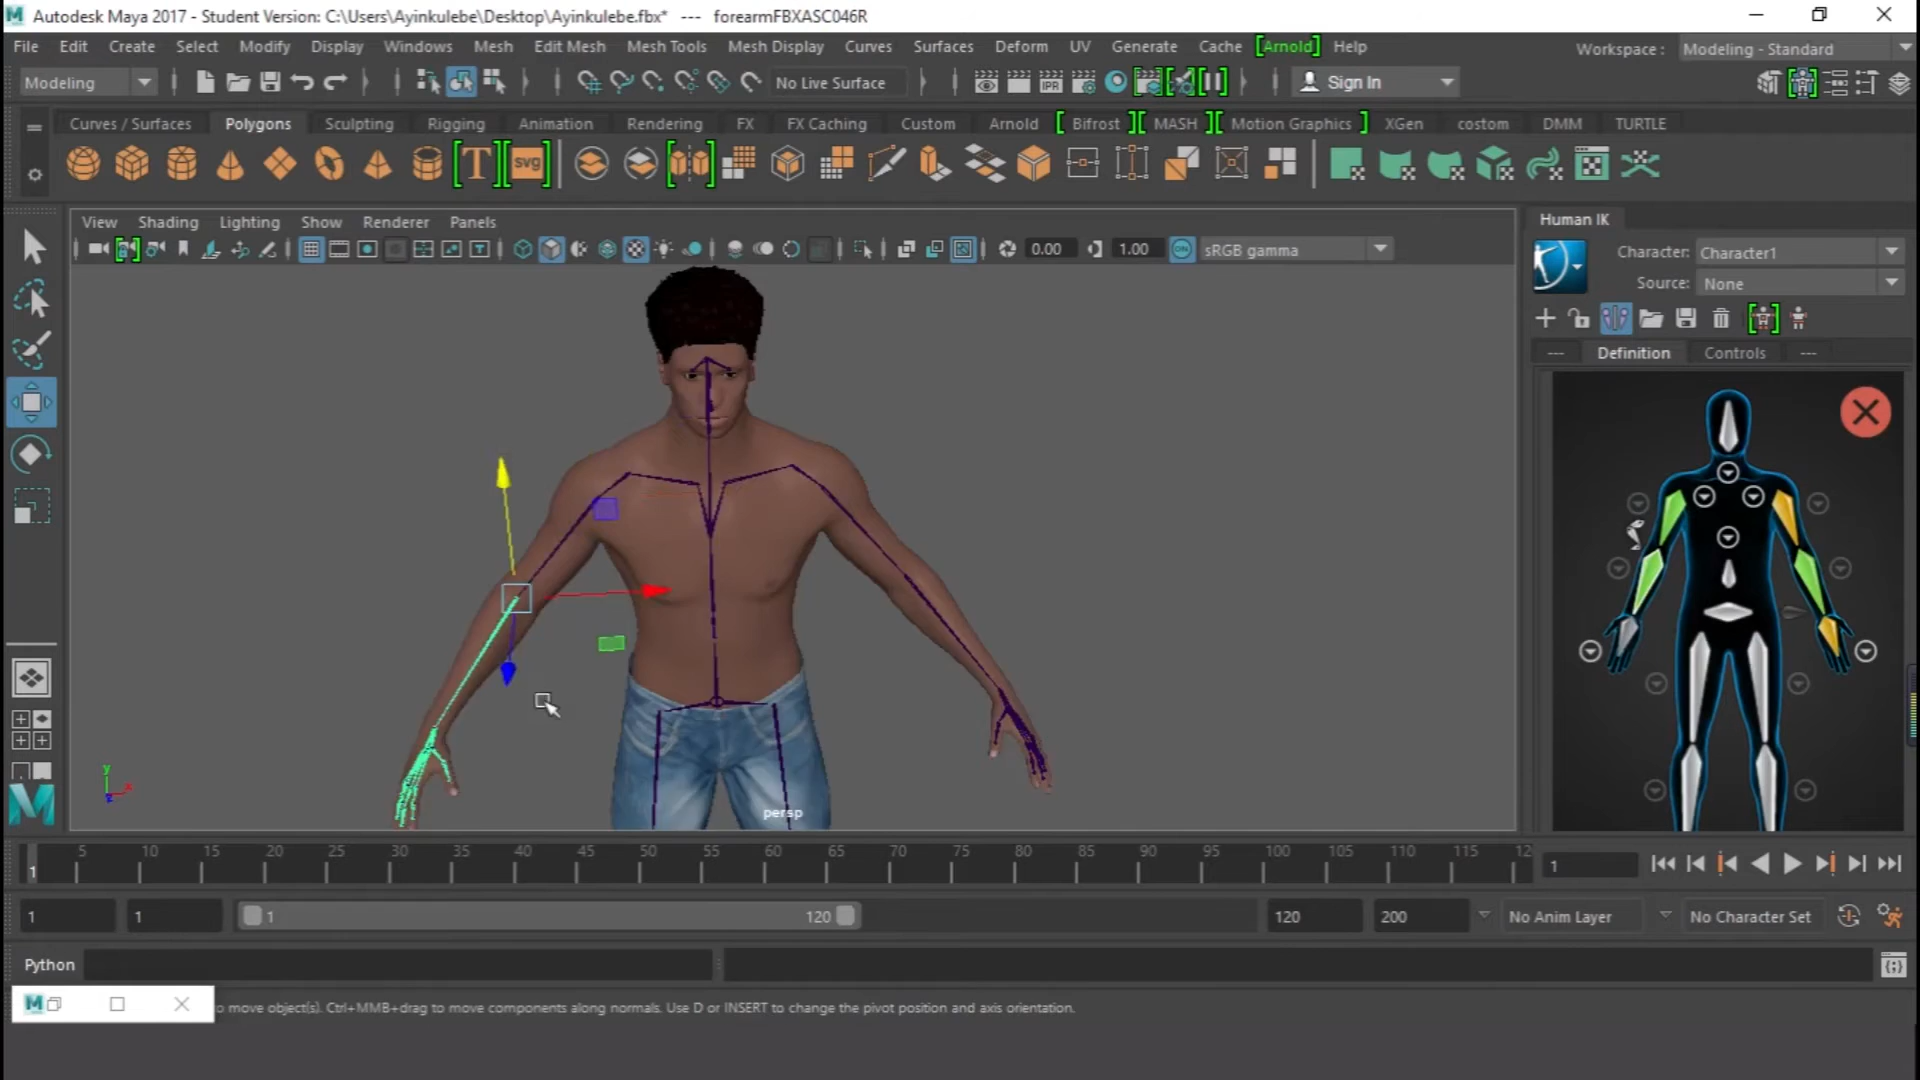 Autodesk Maya 2017 - Student Version: C:\Users\Ayinkulebe\Desktop\Ayinkulebe.fbx* --- forearmFBXASC046R
File Edit Create Select Modify Display Windows Mesh Edit Mesh Mesh Tools Mesh Display Curves Surfaces Deform UV Generate Cache [Arnold] Help
Workspace : Modeling - Standard
Modeling No Live Surface IPR Sign In
Curves / Surfaces Polygons Sculpting Rigging Animation Rendering FX FX Caching Custom Arnold [ Bifrost ][ MASH ][ Motion Graphics ] XGen costom DMM TURTLE
T svg
View Shading Lighting Show Renderer Panels
0.00 1.00 ON sRGB gamma
Human IK
Character: Character1
Source: None
--- Definition Controls ---
persp
y x z
5 10 15 20 25 30 35 40 45 50 55 60 65 70 75 80 85 90 95 100 105 110 115 12
1 1
1 1 1 120 120 200 No Anim Layer No Character Set
Python
M o move object(s). Ctrl+MMB+drag to move components along normals. Use D or INSERT to change the pivot position and axis orientation.